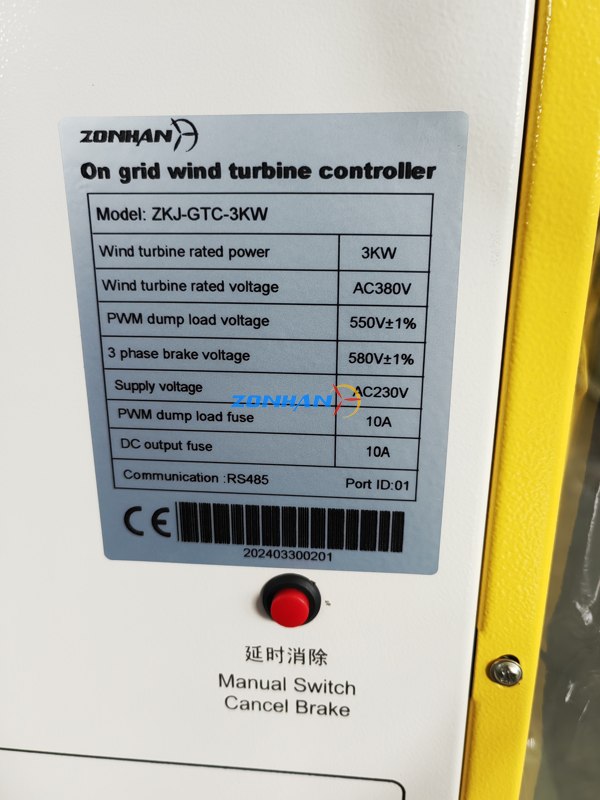 ZONHAN
On grid wind turbine controller
Model: ZKJ-GTC-3KW
Wind turbine rated power 3KW
Wind turbine rated voltage AC380V
PWM dump load voltage 550V±1%
3 phase brake voltage 580V±1%
Supply voltage AC230V
ZONHAN
PWM dump load fuse 10A
DC output fuse 10A
Communication :RS485 Port ID:01
CE
202403300201
延时消除
Manual Switch
Cancel Brake